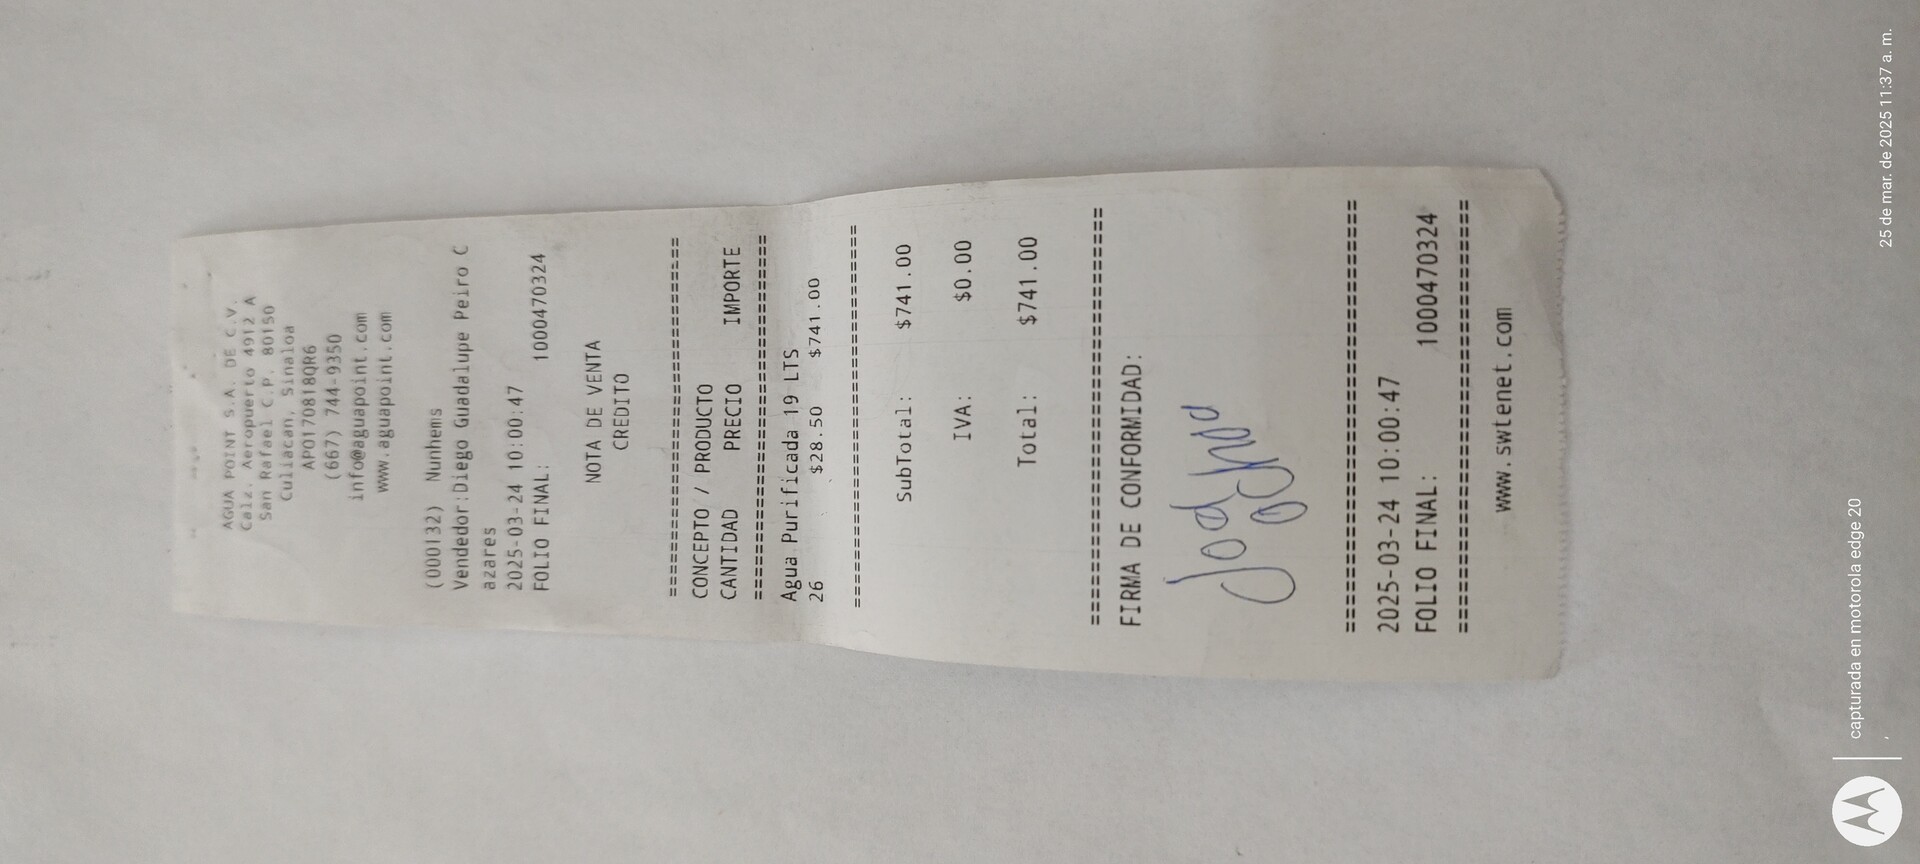 AGUA POINT S.A. DE C.V.
Calz. Aeropuerto 4912 A
San Rafael C.P. 80150
Culiacan, Sinaloa
APO170818QR6
(667) 744-9350
info@aguapoint.com
www.aguapoint.com
(000132) Nunhems
Vendedor:Diego Guadalupe Peiro C
azares
2025-03-24 10:00:47
FOLIO FINAL: 1000470324
NOTA DE VENTA
CREDITO
================================
CONCEPTO / PRODUCTO
CANTIDAD PRECIO IMPORTE
================================
Agua Purificada 19 LTS
26 $28.50 $741.00
================================
SubTotal: $741.00
IVA: $0.00
Total: $741.00
================================
FIRMA DE CONFORMIDAD:
================================
2025-03-24 10:00:47
FOLIO FINAL: 1000470324
================================
www.swtenet.com
capturada en motorola edge 20
25 de mar. de 2025 11:37 a. m.